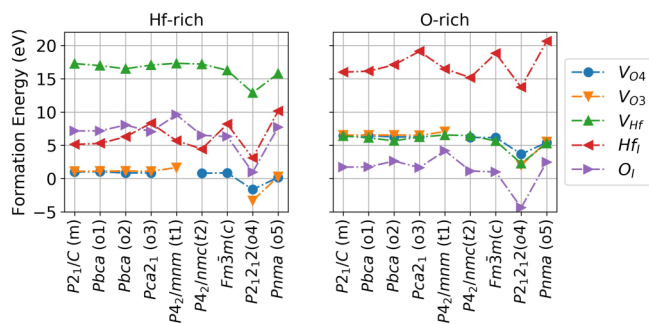 Hf-rich
O-rich
Formation Energy (eV)
20
15
10
5
0
−5
P2₁/C (m)
Pbca (o1)
Pbca (o2)
Pca2₁ (o3)
P4₂/mnm (t1)
P4₂/nmc(t2)
Fm3̄m(c)
P2₁2₁2(o4)
Pnma (o5)
P2₁/C (m)
Pbca (o1)
Pbca (o2)
Pca2₁ (o3)
P4₂/mnm (t1)
P4₂/nmc(t2)
Fm3̄m(c)
P2₁2₁2(o4)
Pnma (o5)
V_O4
V_O3
V_Hf
Hf_I
O_I